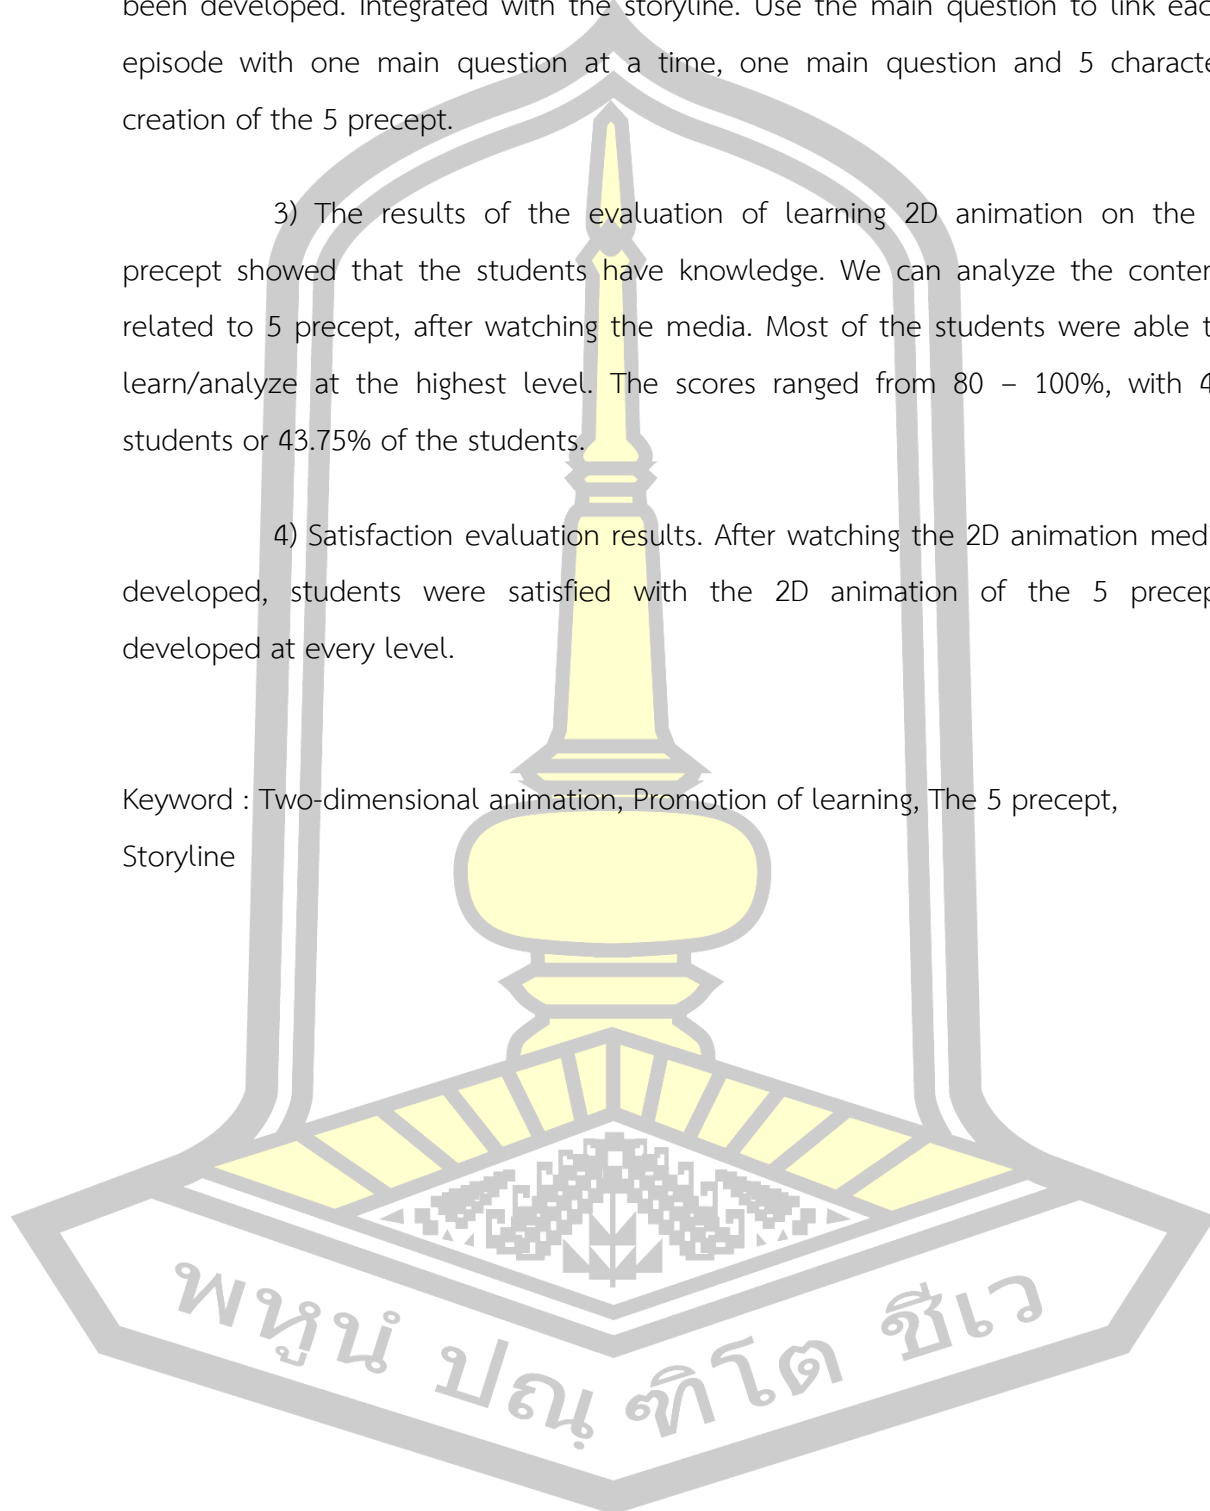 been developed. Integrated with the storyline. Use the main question to link eac
episode with one main question at a time, one main question and 5 characte
creation of the 5 precept.
3) The results of the evaluation of learning 2D animation on the
precept showed that the students have knowledge. We can analyze the conten
related to 5 precept, after watching the media. Most of the students were able t
learn/analyze at the highest level. The scores ranged from 80 – 100%, with 4
students or 43.75% of the students.
4) Satisfaction evaluation results. After watching the 2D animation med
developed, students were satisfied with the 2D animation of the 5 precep
developed at every level.
Keyword : Two-dimensional animation, Promotion of learning, The 5 precept,
Storyline
พหูนํ ปณฺฑิโต ชีเว